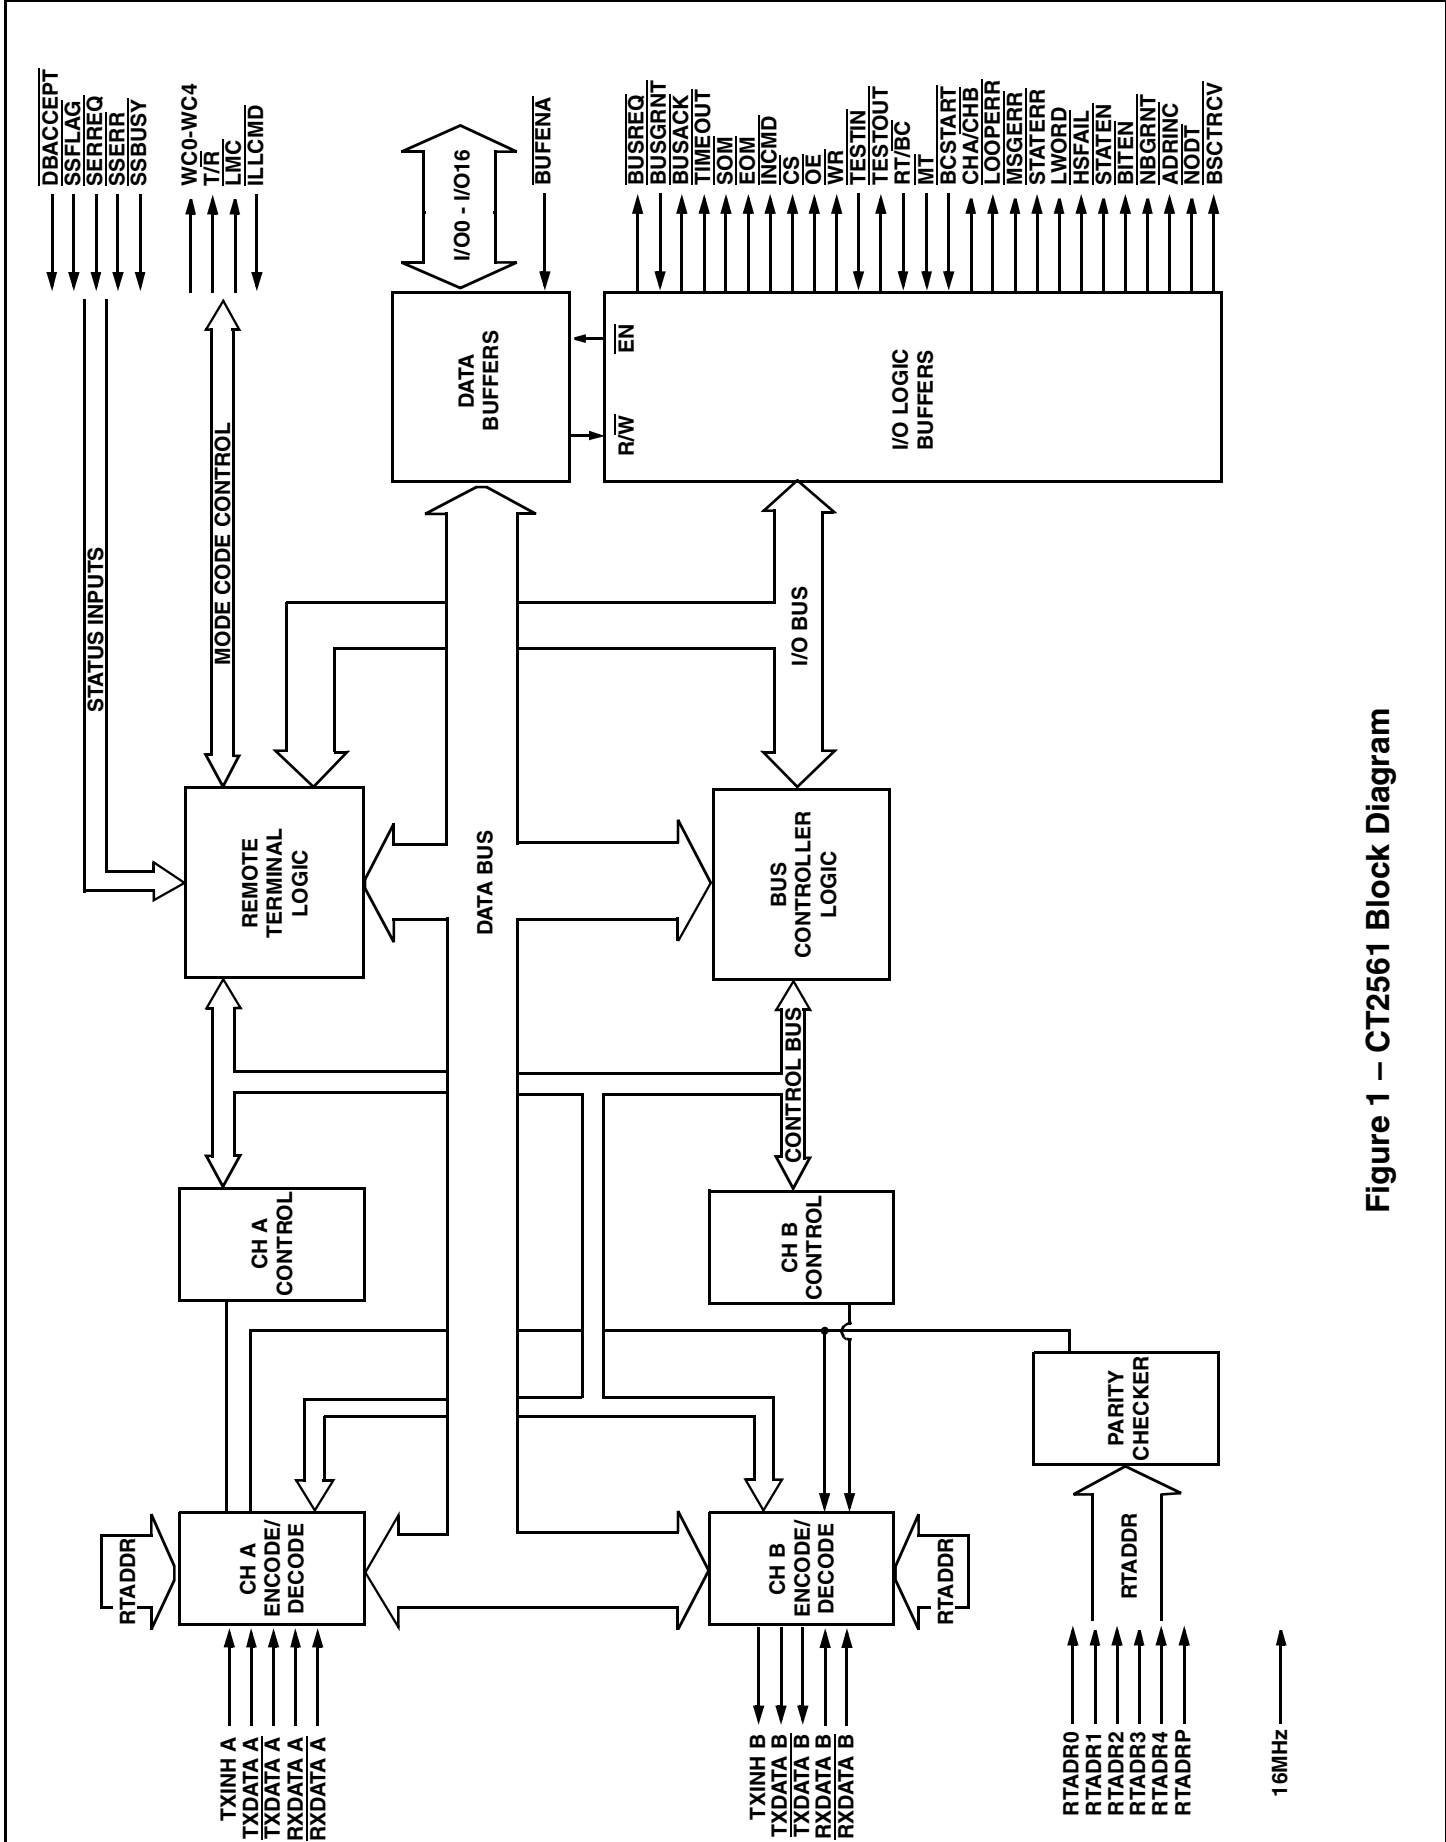 DBACCEPT
SSFLAG
SERREQ
SSERR
SSBUSY
WC0-WC4
T/R
LMC
ILLCMD
STATUS INPUTS
MODE CODE CONTROL
REMOTE
TERMINAL
LOGIC
CH A
CONTROL
RTADDR
CH A
ENCODE/
DECODE
TXINH A
TXDATA A
TXDATA A
RXDATA A
RXDATA A
I/O0 - I/O16
BUFENA
DATA
BUFFERS
DATA BUS
EN
R/W
I/O LOGIC
BUFFERS
BUSREQ
BUSGRNT
BUSACK
TIMEOUT
SOM
EOM
INCMD
CS
OE
WR
TESTIN
TESTOUT
RT/BC
MT
BCSTART
CHA/CHB
LOOPERR
MSGERR
STATERR
LWORD
HSFAIL
STATEN
BITEN
NBGRNT
ADRINC
NODT
BSCTRCV
I/O BUS
BUS
CONTROLLER
LOGIC
CONTROL BUS
CH B
CONTROL
CH B
ENCODE/
DECODE
RTADDR
TXINH B
TXDATA B
TXDATA B
RXDATA B
RXDATA B
PARITY
CHECKER
RTADDR
RTADR0
RTADR1
RTADR2
RTADR3
RTADR4
RTADRP
16MHz
Figure 1 – CT2561 Block Diagram